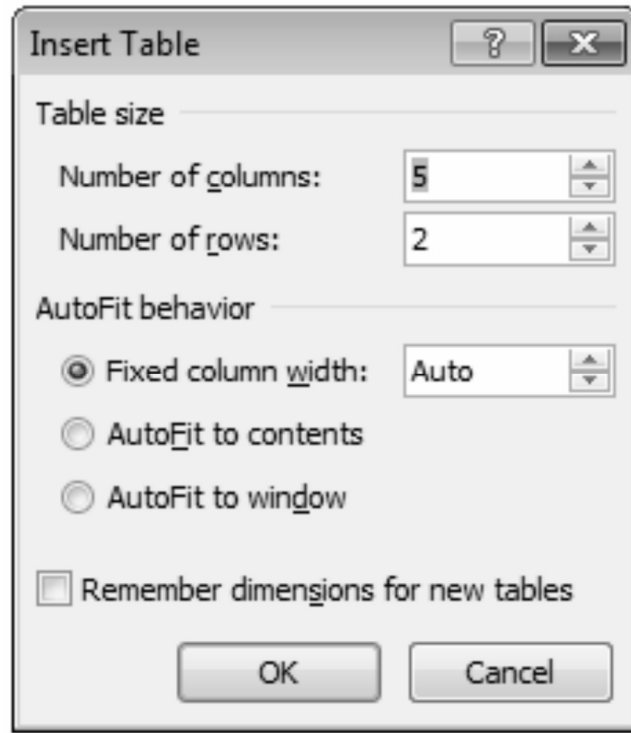 Insert Table
Table size
Number of columns: 5
Number of rows: 2
AutoFit behavior
Fixed column width: Auto
AutoFit to contents
AutoFit to window
Remember dimensions for new tables
OK Cancel